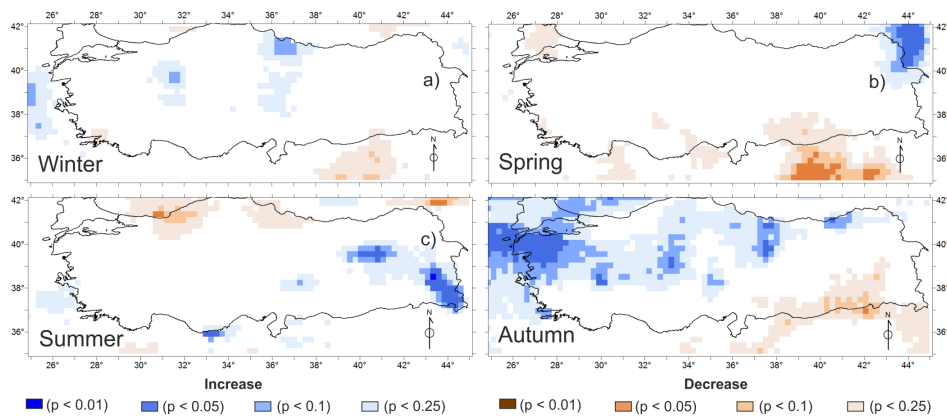 26° 28° 30° 32° 34° 36° 38° 40° 42° 44° 26° 28° 30° 32° 34° 36° 38° 40° 42° 44°
42° 42°
40° a) 40° b)
38° 38°
36° N 36° N
Winter Spring
42° 42°
40° c) 40°
38° 38°
36° N 36° N
Summer Autumn
26° 28° 30° 32° 34° 36° 38° 40° 42° 44° 26° 28° 30° 32° 34° 36° 38° 40° 42° 44°
Increase Decrease
(p < 0.01) (p < 0.05) (p < 0.1) (p < 0.25) (p < 0.01) (p < 0.05) (p < 0.1) (p < 0.25)